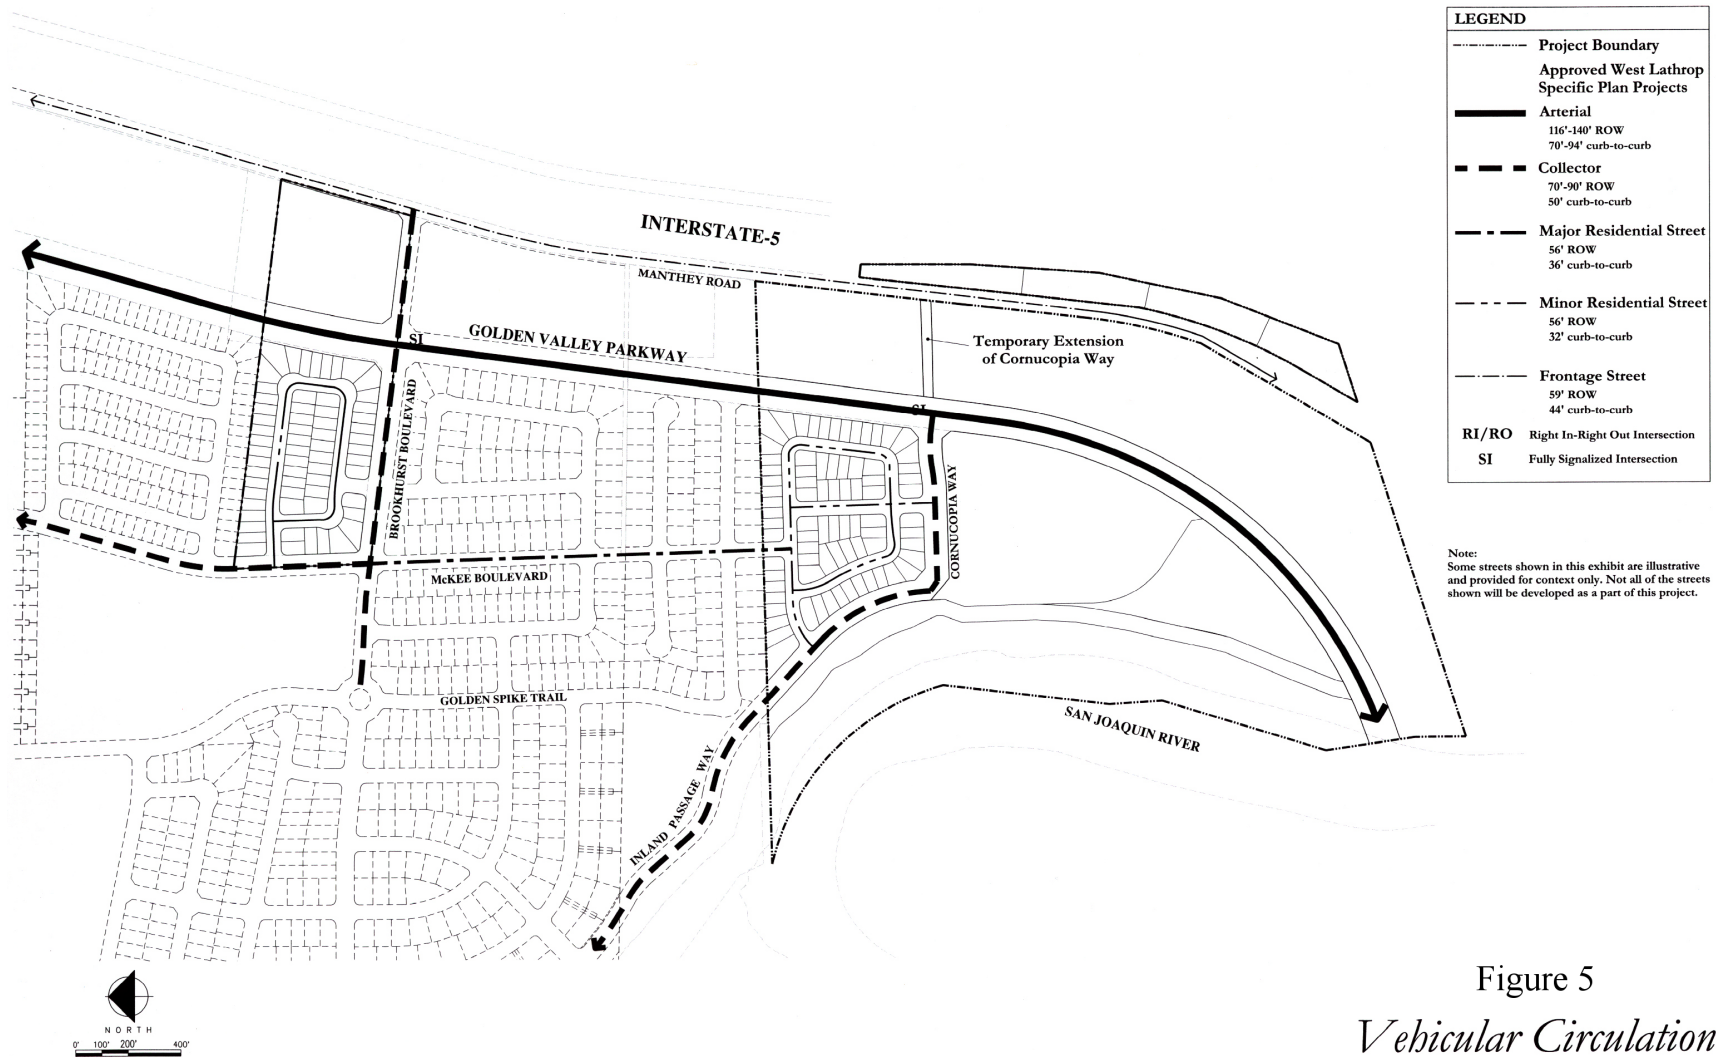 LEGEND
Project Boundary
Approved West Lathrop
Specific Plan Projects
Arterial
116'-140' ROW
70'-94' curb-to-curb
Collector
70'-90' ROW
50' curb-to-curb
Major Residential Street
56' ROW
36' curb-to-curb
Minor Residential Street
56' ROW
32' curb-to-curb
Frontage Street
59' ROW
44' curb-to-curb
RI/RO Right In-Right Out Intersection
SI Fully Signalized Intersection
INTERSTATE-5
MANTHEY ROAD
GOLDEN VALLEY PARKWAY
SI
Temporary Extension
of Cornucopia Way
SI
BROOKHURST BOULEVARD
CORNUCOPIA WAY
McKEE BOULEVARD
GOLDEN SPIKE TRAIL
SAN JOAQUIN RIVER
INLAND PASSAGE WAY
Note:
Some streets shown in this exhibit are illustrative
and provided for context only. Not all of the streets
shown will be developed as a part of this project.
NORTH
0' 100' 200' 400'
Figure 5
Vehicular Circulation